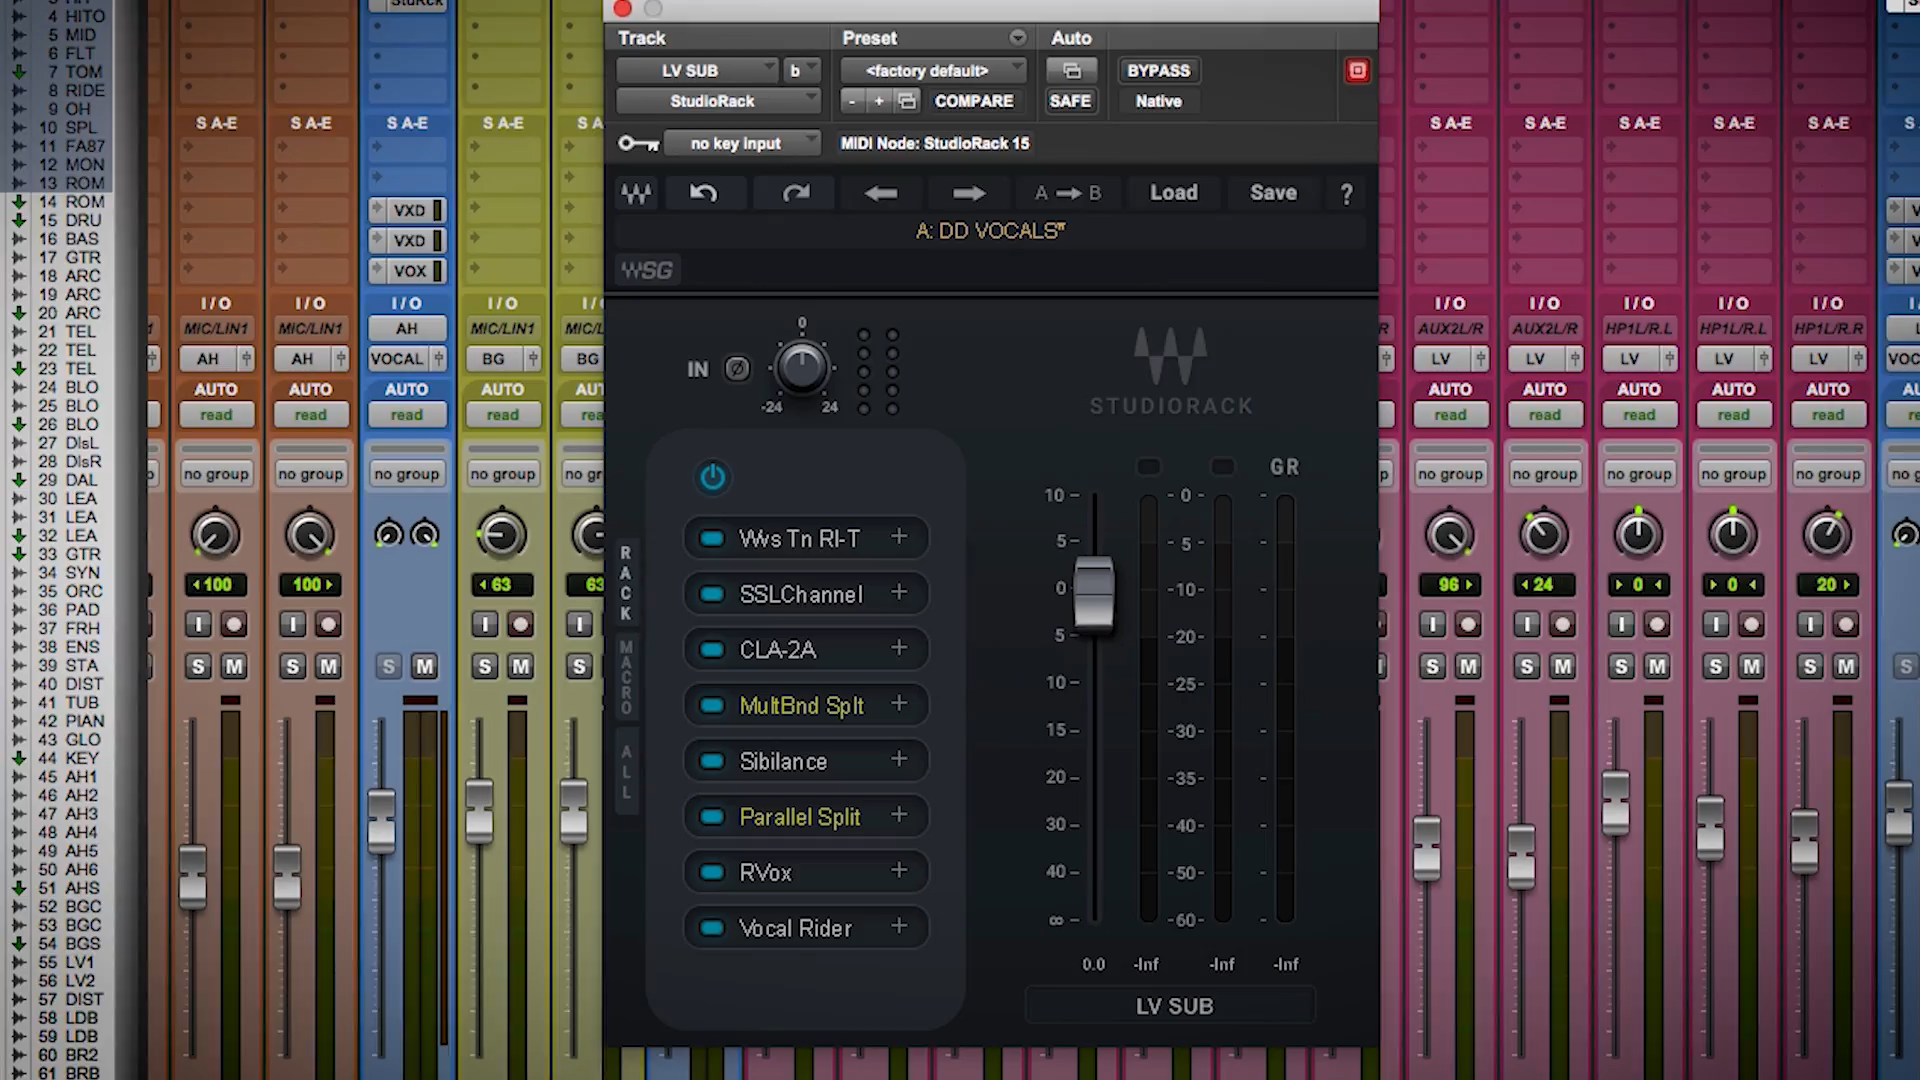 4 HITO
5 MID
6 FLT
7 TOM
8 RIDE
9 OH
10 SPL
11 FA87
12 MON
13 ROM
14 ROM
15 DRU
16 BAS
17 GTR
18 ARC
19 ARC
20 ARC
21 TEL
22 TEL
23 TEL
24 BLO
25 BLO
26 BLO
27 DIsL
28 DIsR
29 DAL
30 LEA
31 LEA
32 LEA
33 GTR
34 SYN
35 ORC
36 PAD
37 FRH
38 ENS
39 STA
40 DIST
41 TUB
42 PIAN
43 GLO
44 KEY
45 AH1
46 AH2
47 AH3
48 AH4
49 AH5
50 AH6
51 AHS
52 BGC
53 BGC
54 BGS
55 LV1
56 LV2
57 DIST
58 LDB
59 LDB
60 BR2
61 BRB
S A-E S A-E S A-E S A-E
VXD
VXD
VOX
I/O I/O I/O I/O
MIC/LIN1 MIC/LIN1 AH MIC/LIN1
AH AH VOCAL BG BG
AUTO AUTO AUTO AUTO
read read read read
no group no group no group no group
100 100 63 63
I I I I
S M S M S M S M S
Track Preset Auto
LV SUB b <factory default> BYPASS
StudioRack - + COMPARE SAFE Native
no key input MIDI Node: StudioRack 15
A B Load Save ?
A: DD VOCALS*
WSG
IN 0 -24 24
STUDIORACK
RACK
MACRO
ALL
Wvs Tn Rl-T +
SSLChannel +
CLA-2A +
MultBnd Splt +
Sibilance +
Parallel Split +
RVox +
Vocal Rider +
GR
10 - - 0 -
5 - - 5 -
0 - -10-
5 - -20-
10 - -25-
15 - -30-
20 - -35-
30 - -40-
40 - -50-
∞ - -60-
0.0 -Inf -Inf -Inf
LV SUB
S A-E S A-E S A-E S A-E S A-E
I/O I/O I/O I/O I/O
AUX2L/R AUX2L/R HP1L/R.L HP1L/R.L HP1L/R.R
LV LV LV LV LV
AUTO AUTO AUTO AUTO AUTO
read read read read read
no group no group no group no group no group
96 24 0 0 20
I I I I I
S M S M S M S M S M